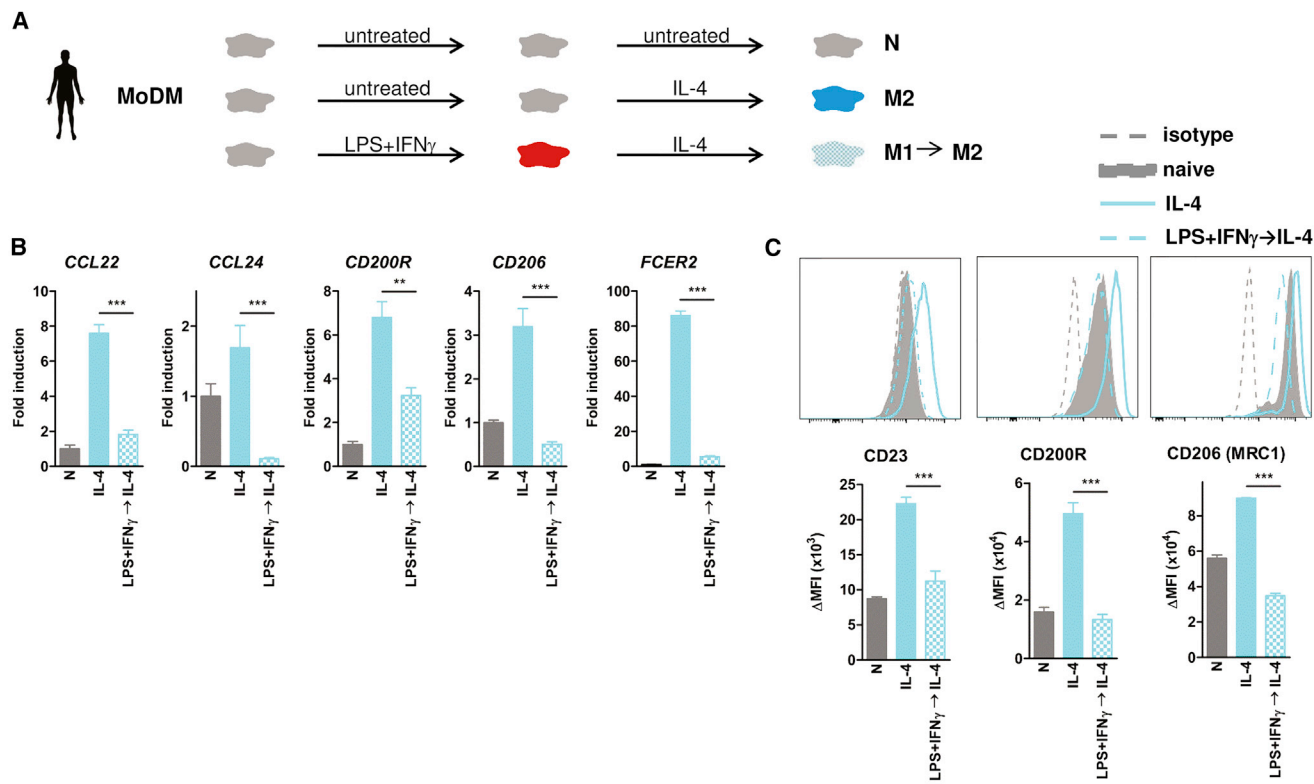 A
MoDM
untreated
untreated
N
untreated
IL-4
M2
LPS+IFNγ
IL-4
M1 → M2
isotype
naive
IL-4
LPS+IFNγ→IL-4
B
CCL22
Fold induction
10
8
6
4
2
0
***
N
IL-4
LPS+IFNγ → IL-4
CCL24
Fold induction
2
1
0
***
N
IL-4
LPS+IFNγ → IL-4
CD200R
Fold induction
8
6
4
2
0
**
N
IL-4
LPS+IFNγ → IL-4
CD206
Fold induction
4
3
2
1
0
***
N
IL-4
LPS+IFNγ → IL-4
FCER2
Fold induction
100
80
60
40
20
0
***
N
IL-4
LPS+IFNγ → IL-4
C
CD23
ΔMFI (x10³)
25
20
15
10
5
0
***
N
IL-4
LPS+IFNγ → IL-4
CD200R
ΔMFI (x10⁴)
6
4
2
0
***
N
IL-4
LPS+IFNγ → IL-4
CD206 (MRC1)
ΔMFI (x10⁴)
8
6
4
2
0
***
N
IL-4
LPS+IFNγ → IL-4